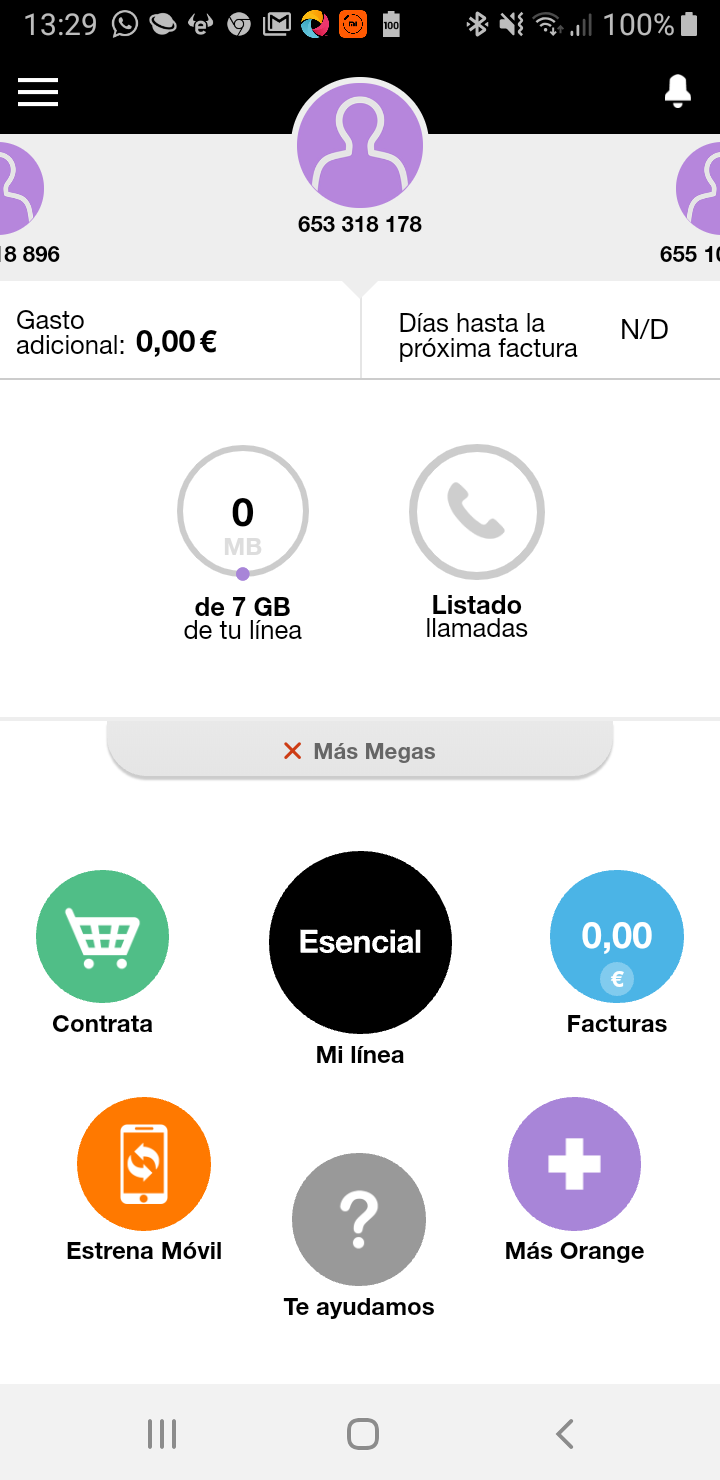 13:29 100%
653 318 178
18 896
655 10
Gasto
adicional: 0,00 €
Días hasta la
próxima factura
N/D
0
MB
de 7 GB
de tu línea
Listado
llamadas
Más Megas
Contrata
Esencial
Mi línea
0,00
€
Facturas
Estrena Móvil
Te ayudamos
Más Orange